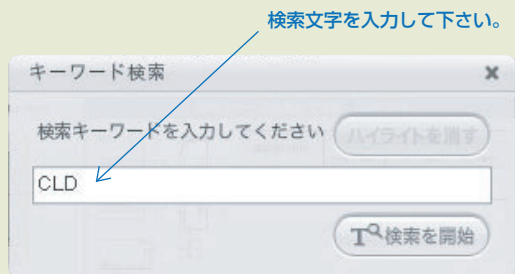 検索文字を入力して下さい。
キーワード検索
検索キーワードを入力してください ハイライトを消す
CLD
検索を開始